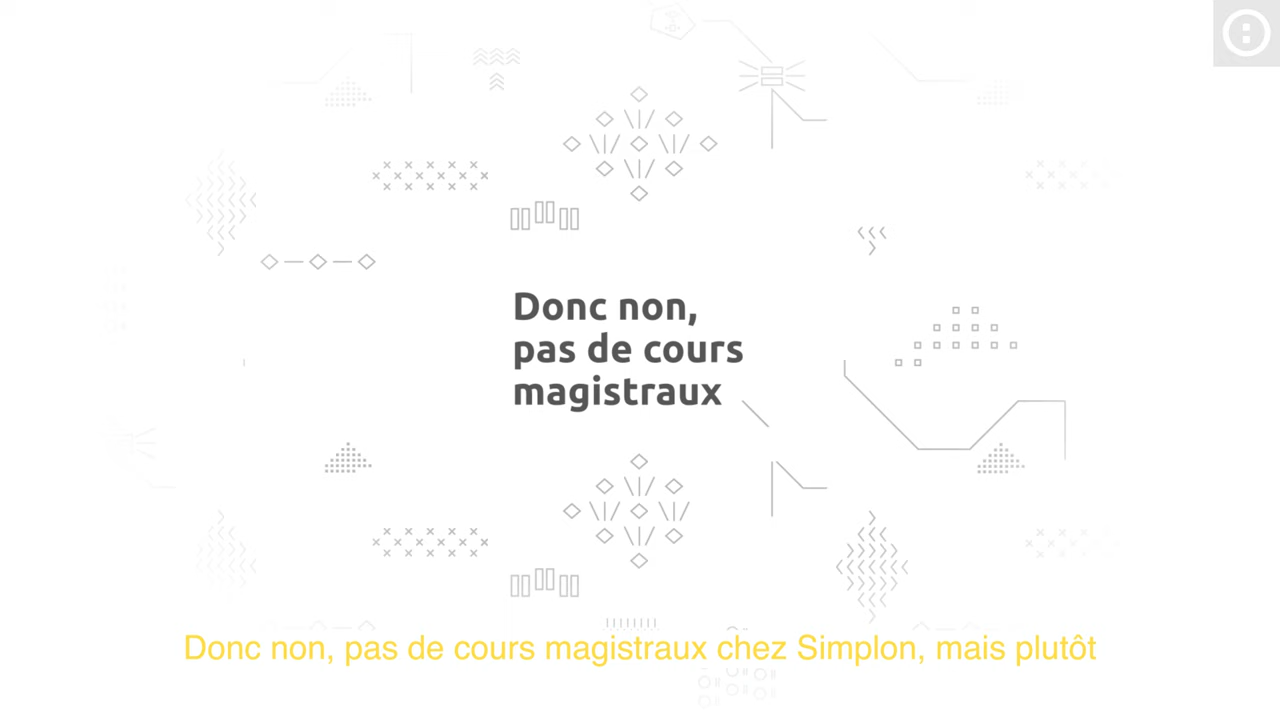 Donc non,
pas de cours
magistraux
Donc non, pas de cours magistraux chez Simplon, mais plutôt